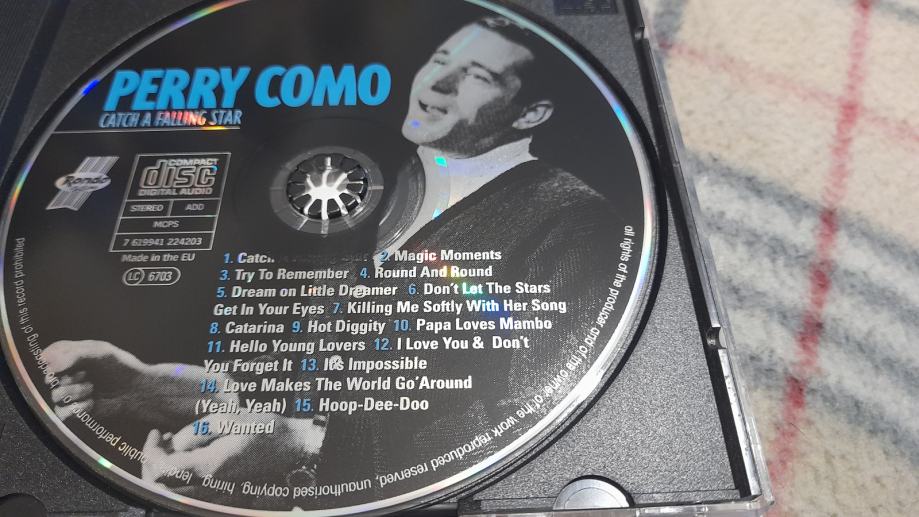 PERRY COMO
CATCH A FALLING STAR
COMPACT
disc
DIGITAL AUDIO
STEREO ADD
MCPS
7 619941 224203
Made in the EU
LC 6703
1. Catch 2. Magic Moments
3. Try To Remember 4. Round And Round
5. Dream on Little Dreamer 6. Don't Let The Stars
Get In Your Eyes 7. Killing Me Softly With Her Song
8. Catarina 9. Hot Diggity 10. Papa Loves Mambo
11. Hello Young Lovers 12. I Love You & Don't
You Forget It 13. It's Impossible
14. Love Makes The World Go'Around
(Yeah, Yeah) 15. Hoop-Dee-Doo
16. Wanted
all rights of the producer and of the owner of the work reproduced reserved, unauthorised copying, hiring, public performance broadcasting of this record prohibited